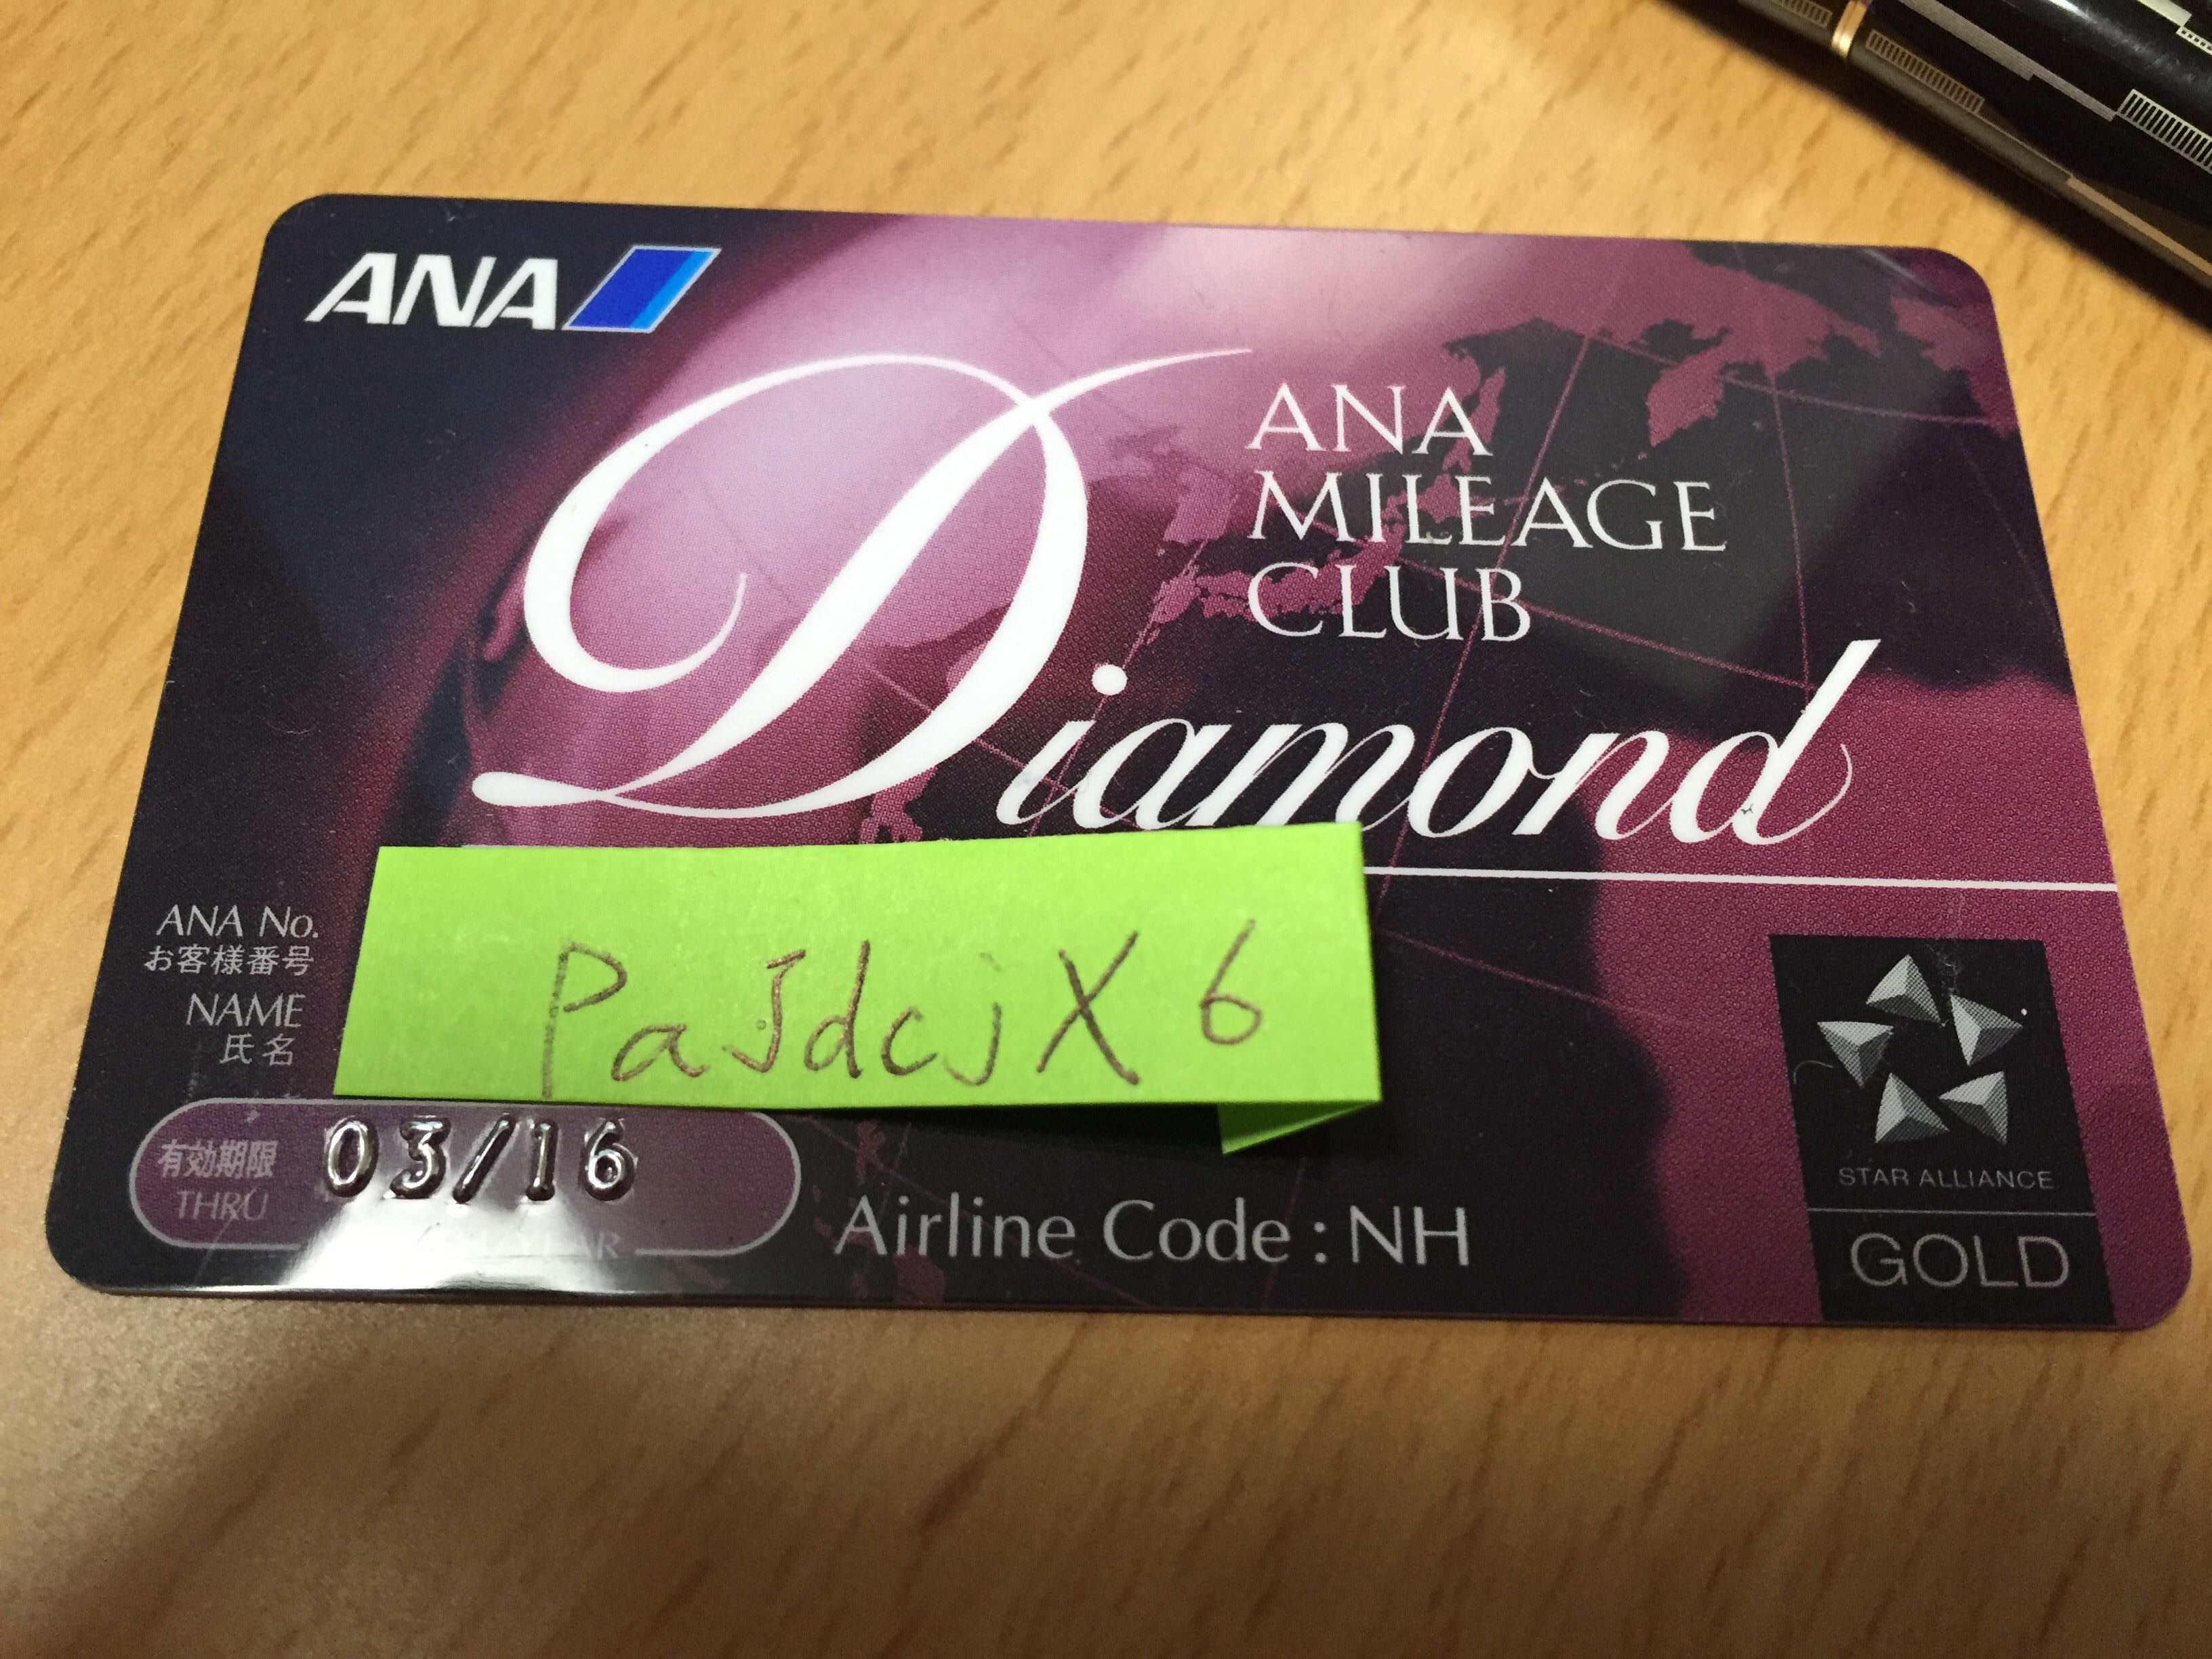 ANA
ANA
MILEAGE
CLUB
Diamond
ANA No.
お客様番号
PaJdcjX6
NAME
氏名
有効期限
THRU
03/16
Airline Code : NH
STAR ALLIANCE
GOLD